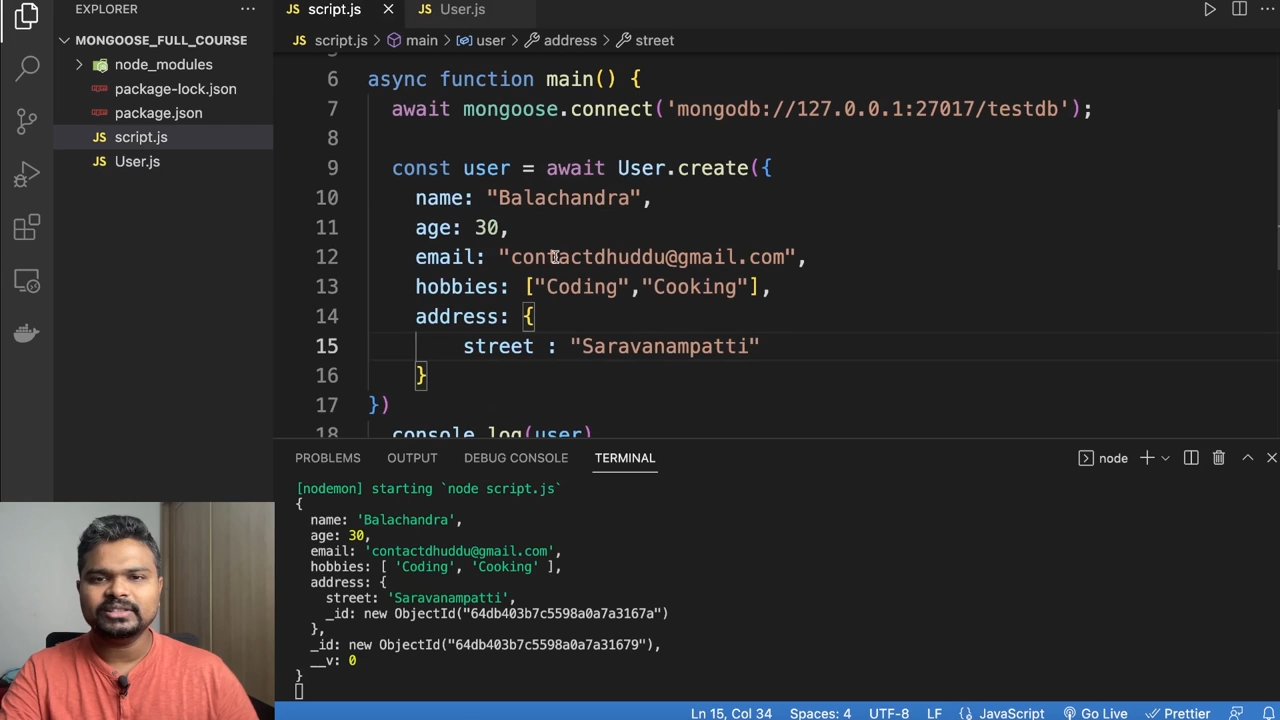 EXPLORER
script.js
User.js
MONGOOSE_FULL_COURSE
script.js > main > user > address > street
node_modules
package-lock.json
package.json
script.js
User.js
6 async function main() {
7 await mongoose.connect('mongodb://127.0.0.1:27017/testdb');
8
9 const user = await User.create({
10 name: "Balachandra",
11 age: 30,
12 email: "contactdhuddu@gmail.com",
13 hobbies: ["Coding","Cooking"],
14 address: {
15 street : "Saravanampatti"
16 }
17 })
18 console.log(user)
PROBLEMS OUTPUT DEBUG CONSOLE TERMINAL
node
[nodemon] starting `node script.js`
{
name: 'Balachandra',
age: 30,
email: 'contactdhuddu@gmail.com',
hobbies: [ 'Coding', 'Cooking' ],
address: {
street: 'Saravanampatti',
_id: new ObjectId("64db403b7c5598a0a7a3167a")
},
_id: new ObjectId("64db403b7c5598a0a7a31679"),
__v: 0
}
Ln 15, Col 34 Spaces: 4 UTF-8 LF {} JavaScript Go Live Prettier